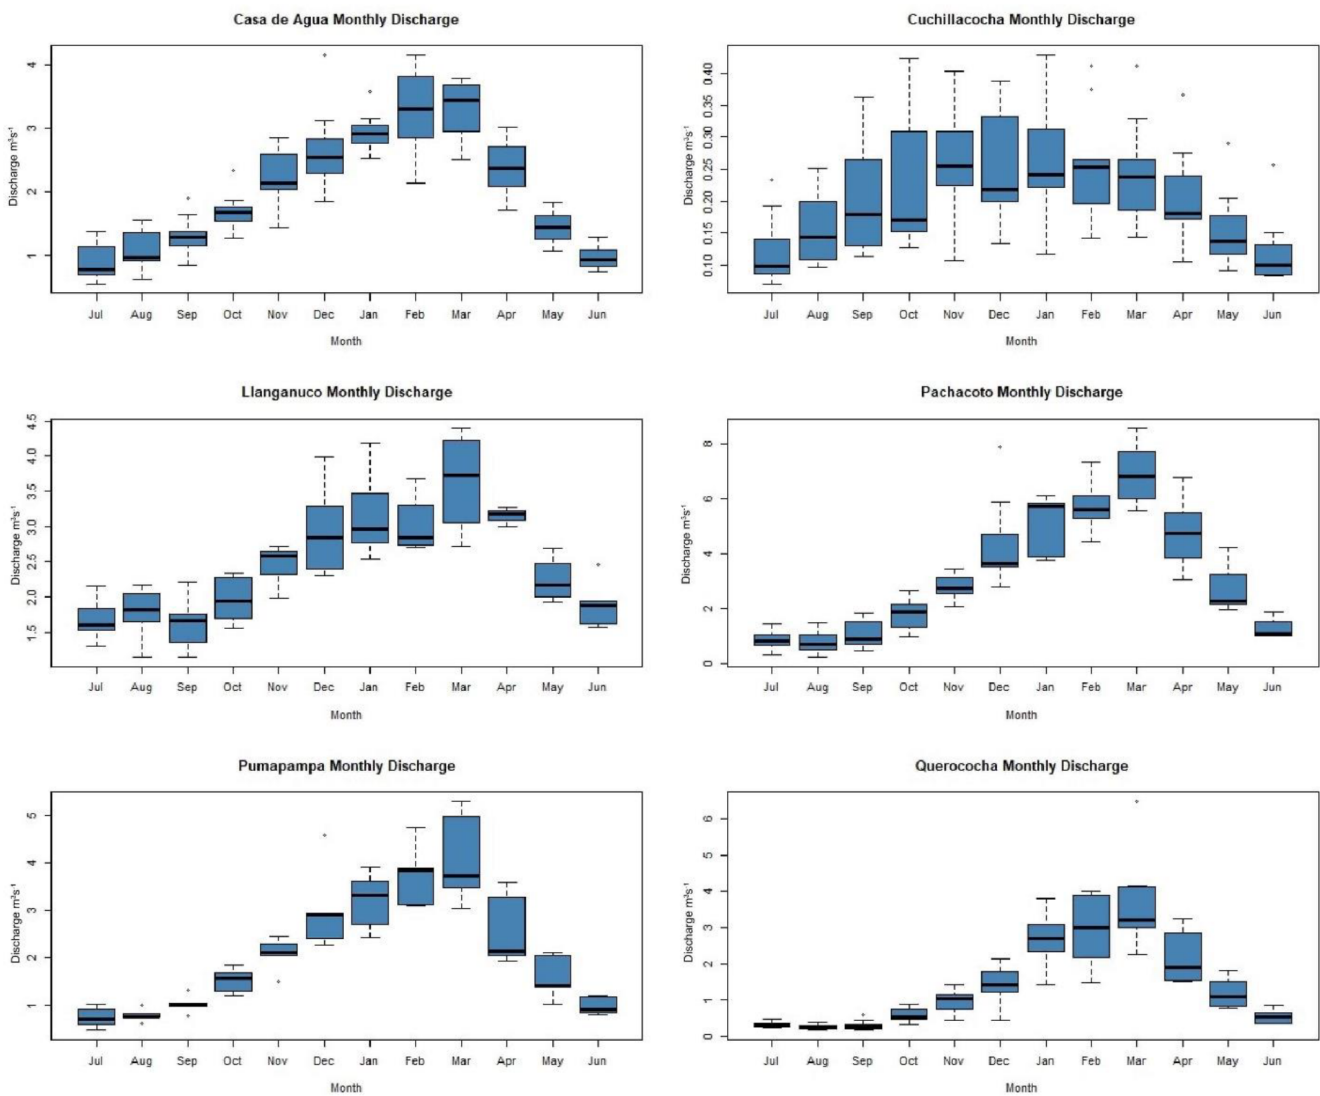 Casa de Agua Monthly Discharge
Discharge m³s⁻¹
4
3
2
1
Jul Aug Sep Oct Nov Dec Jan Feb Mar Apr May Jun
Month
Cuchillacocha Monthly Discharge
Discharge m³s⁻¹
0.40
0.35
0.30
0.25
0.20
0.15
0.10
Jul Aug Sep Oct Nov Dec Jan Feb Mar Apr May Jun
Month
Llanganuco Monthly Discharge
Discharge m³s⁻¹
4.5
4.0
3.5
3.0
2.5
2.0
1.5
Jul Aug Sep Oct Nov Dec Jan Feb Mar Apr May Jun
Month
Pachacoto Monthly Discharge
Discharge m³s⁻¹
8
6
4
2
0
Jul Aug Sep Oct Nov Dec Jan Feb Mar Apr May Jun
Month
Pumapampa Monthly Discharge
Discharge m³s⁻¹
5
4
3
2
1
Jul Aug Sep Oct Nov Dec Jan Feb Mar Apr May Jun
Month
Querococha Monthly Discharge
Discharge m³s⁻¹
6
5
4
3
2
1
0
Jul Aug Sep Oct Nov Dec Jan Feb Mar Apr May Jun
Month